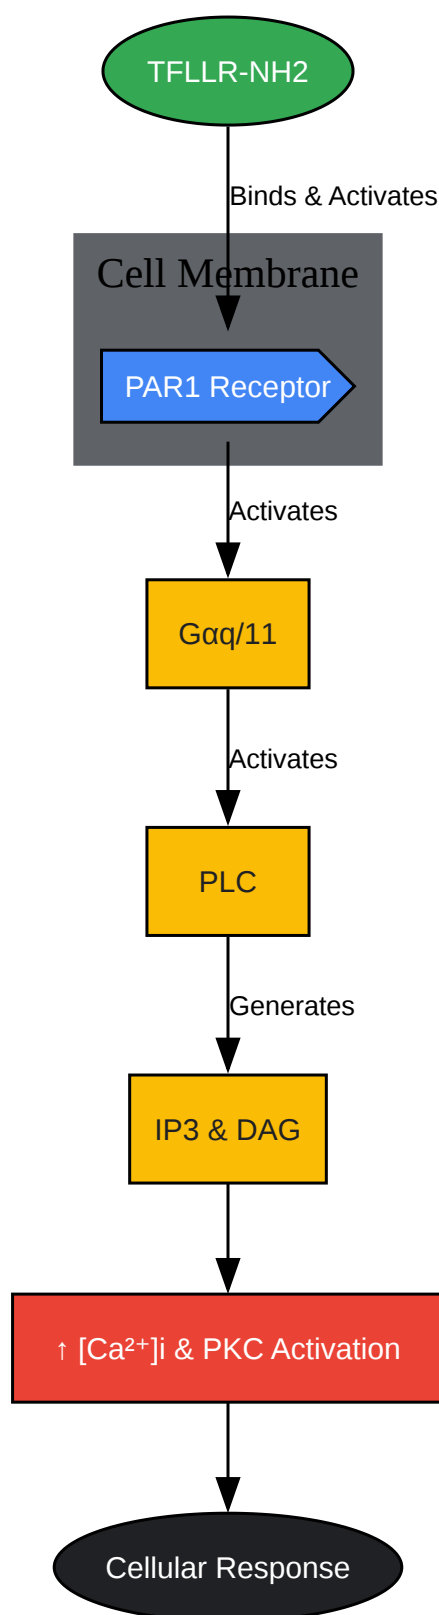 TFLLR-NH2
Binds & Activates
Cell Membrane
PAR1 Receptor
Activates
Gαq/11
Activates
PLC
Generates
IP3 & DAG
↑ [Ca²⁺]i & PKC Activation
Cellular Response